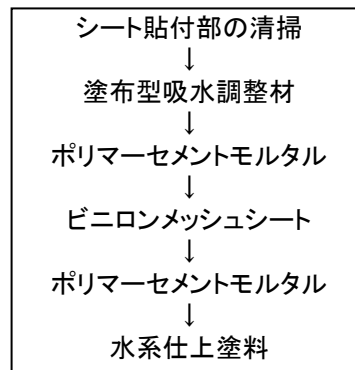 シート貼付部の清掃
↓
塗布型吸水調整材
↓
ポリマーセメントモルタル
↓
ビニロンメッシュシート
↓
ポリマーセメントモルタル
↓
水系仕上塗料